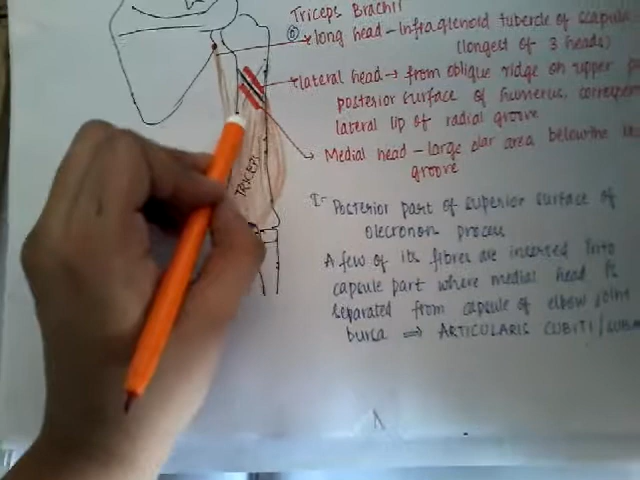 Triceps Brachii
⑥ long head - Infraglenoid tubercle of scapula
(longest of 3 heads)
lateral head → from oblique ridge on upper
posterior surface of humerus,
lateral lip of radial groove
Medial head - large area below the
groove
TRICEPS
I- Posterior part of superior surface of
olecronon process
A few of its fibres are inserted into
capsule part where medial head is
separated from capsule of elbow joint
bursa ⇒ ARTICULARIS CUBITI/